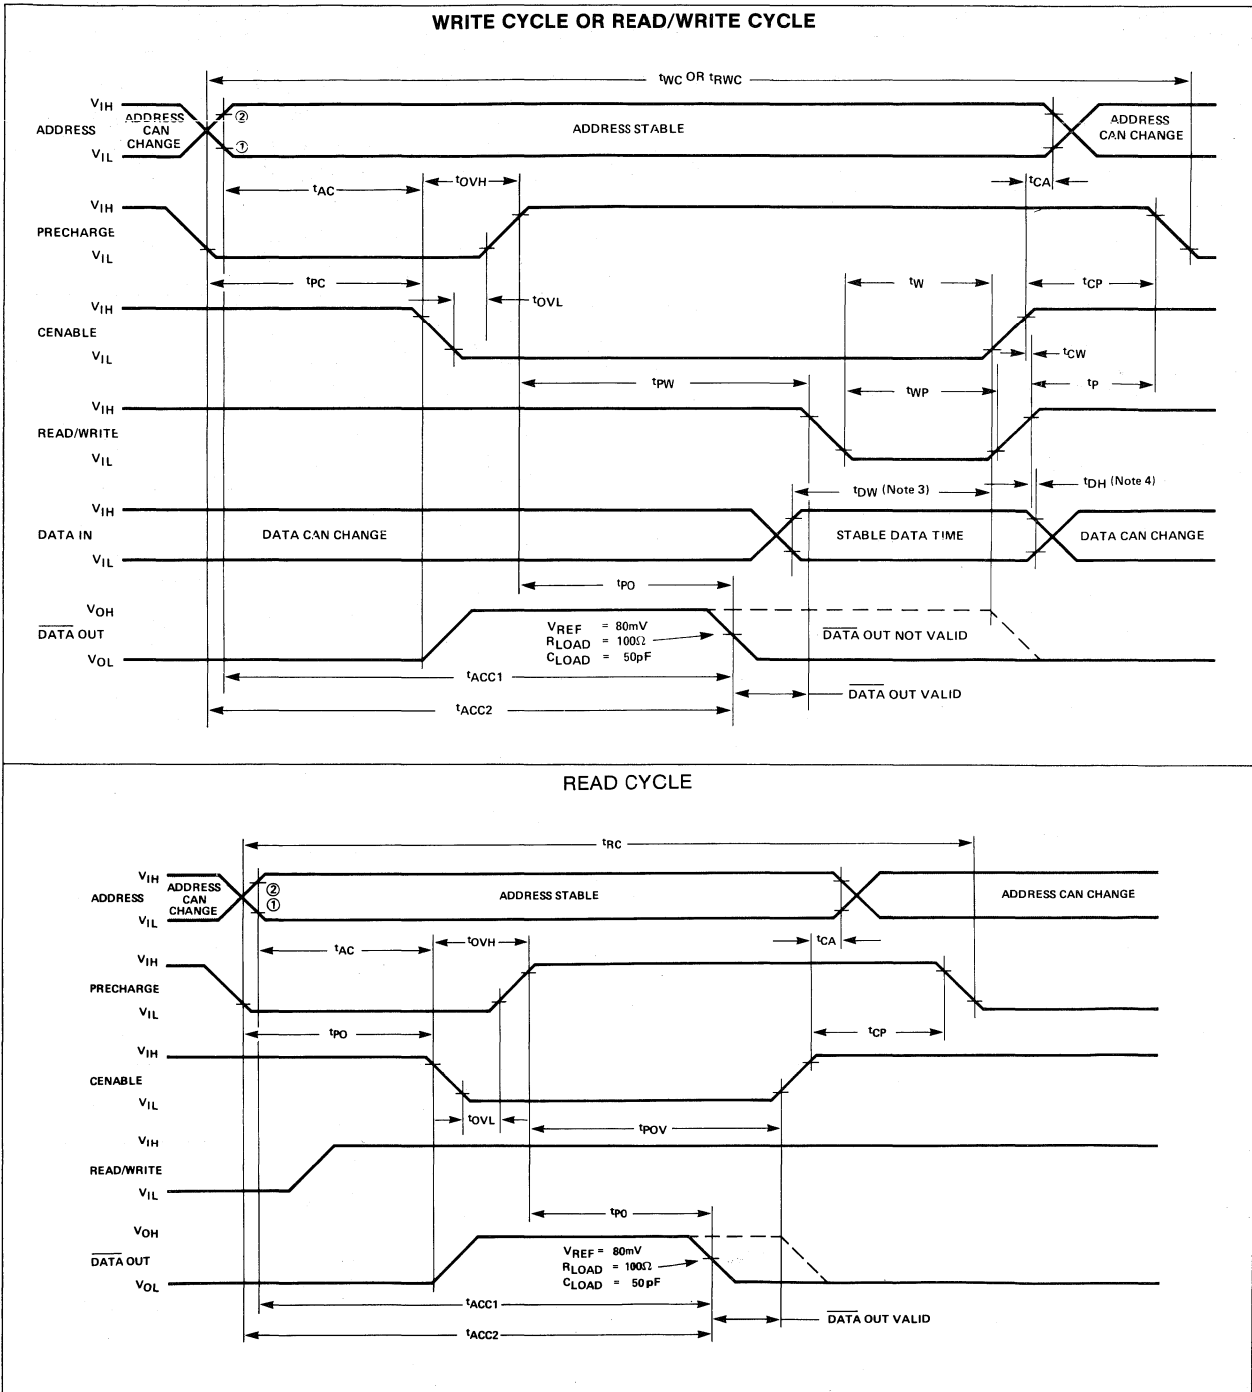 WRITE CYCLE OR READ/WRITE CYCLE
tWC OR tRWC
VIH
ADDRESS
VIL
ADDRESS
CAN
CHANGE
②
①
ADDRESS STABLE
ADDRESS
CAN CHANGE
tAC
tOVH
tCA
VIH
PRECHARGE
VIL
tPC
tOVL
tW
tCP
VIH
CENABLE
VIL
tCW
tPW
tWP
tP
VIH
READ/WRITE
VIL
tDW (Note 3)
tDH (Note 4)
VIH
DATA IN
VIL
DATA CAN CHANGE
STABLE DATA TIME
DATA CAN CHANGE
tPO
VOH
DATA OUT
VOL
VREF = 80mV
RLOAD = 100Ω
CLOAD = 50pF
DATA OUT NOT VALID
tACC1
DATA OUT VALID
tACC2
READ CYCLE
tRC
VIH
ADDRESS
VIL
ADDRESS
CAN
CHANGE
②
①
ADDRESS STABLE
ADDRESS CAN CHANGE
tAC
tOVH
tCA
VIH
PRECHARGE
VIL
tPO
tCP
VIH
CENABLE
VIL
tOVL
tPOV
VIH
READ/WRITE
VIL
tPO
VOH
DATA OUT
VOL
VREF = 80mV
RLOAD = 100Ω
CLOAD = 50pF
tACC1
DATA OUT VALID
tACC2